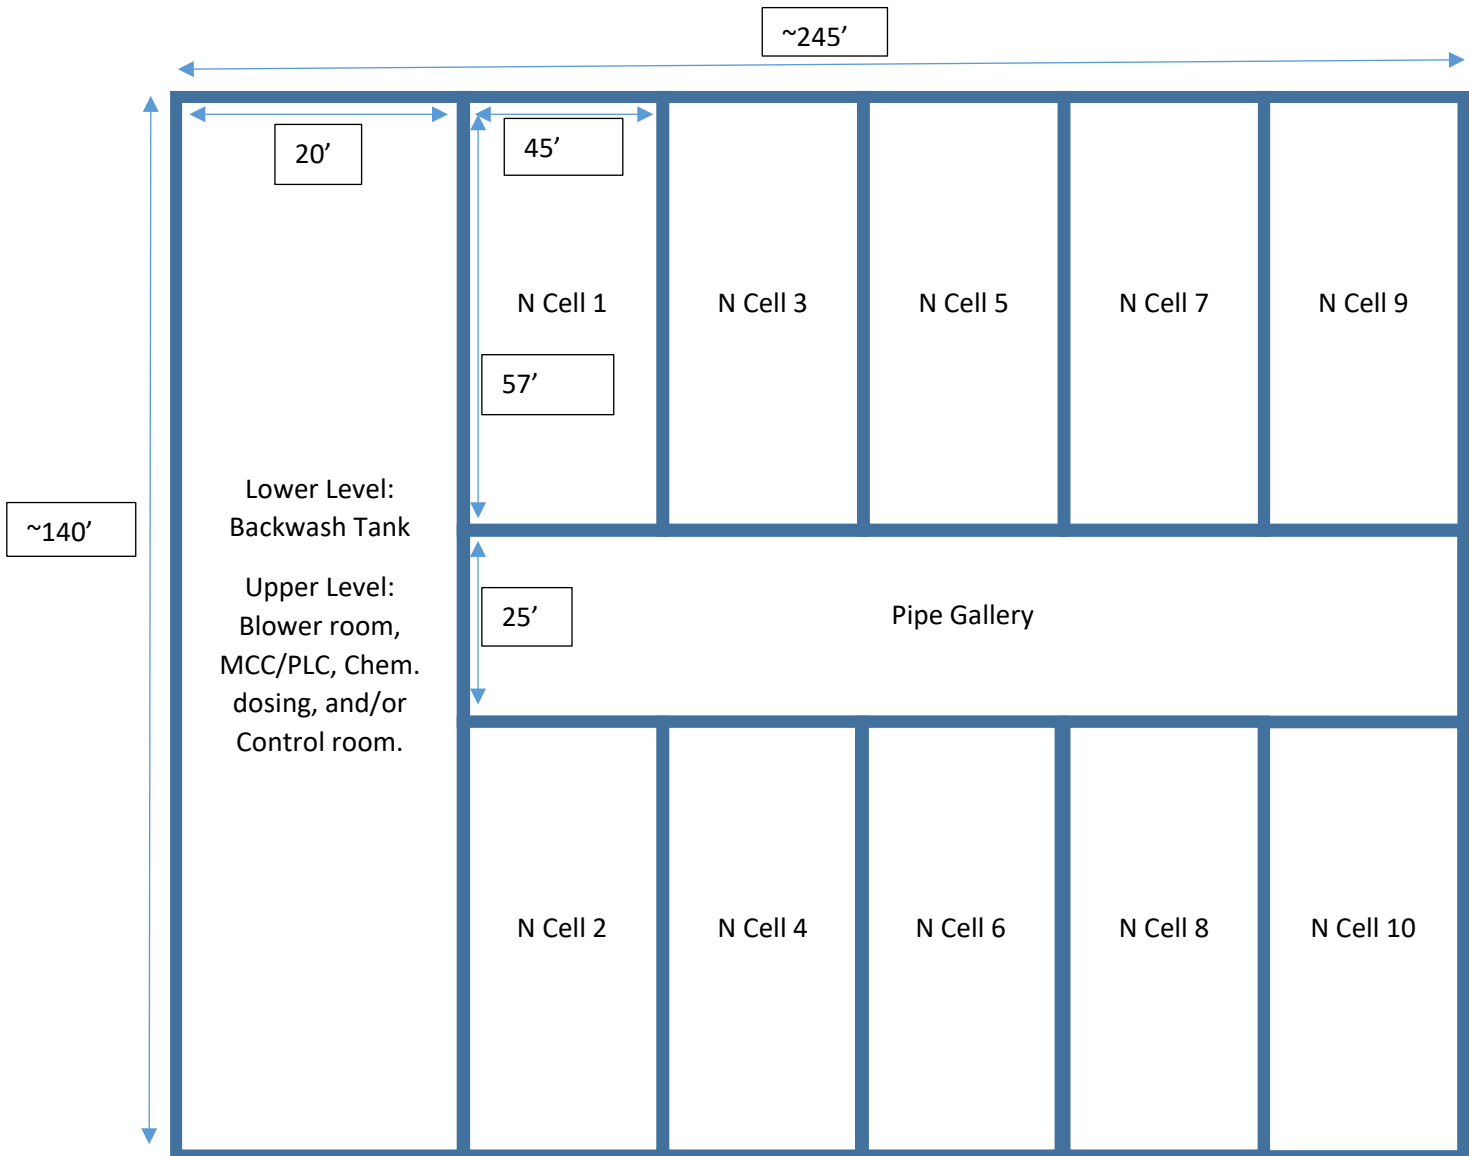 ~245’
20’
45’
N Cell 1
N Cell 3
N Cell 5
N Cell 7
N Cell 9
57’
Lower Level:
Backwash Tank
~140’
Upper Level:
Blower room,
MCC/PLC, Chem.
dosing, and/or
Control room.
25’
Pipe Gallery
N Cell 2
N Cell 4
N Cell 6
N Cell 8
N Cell 10